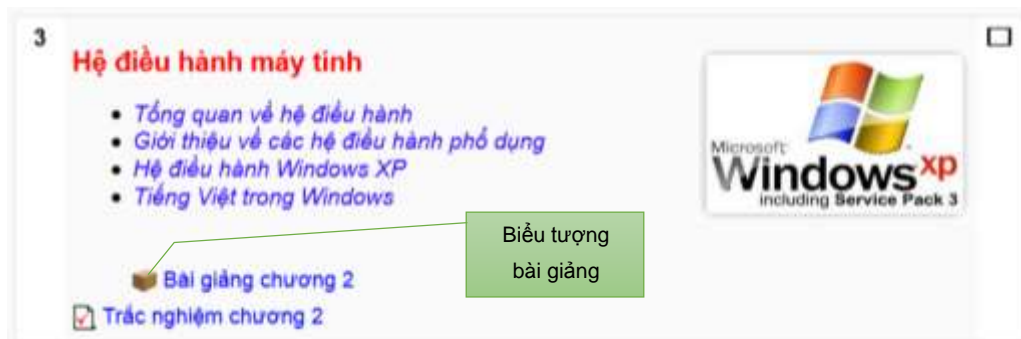 3
Hệ điều hành máy tính
Tổng quan về hệ điều hành
Giới thiệu về các hệ điều hành phổ dụng
Hệ điều hành Windows XP
Tiếng Việt trong Windows
Microsoft
Windows xp
including Service Pack 3
Biểu tượng
bài giảng
Bài giảng chương 2
Trắc nghiệm chương 2